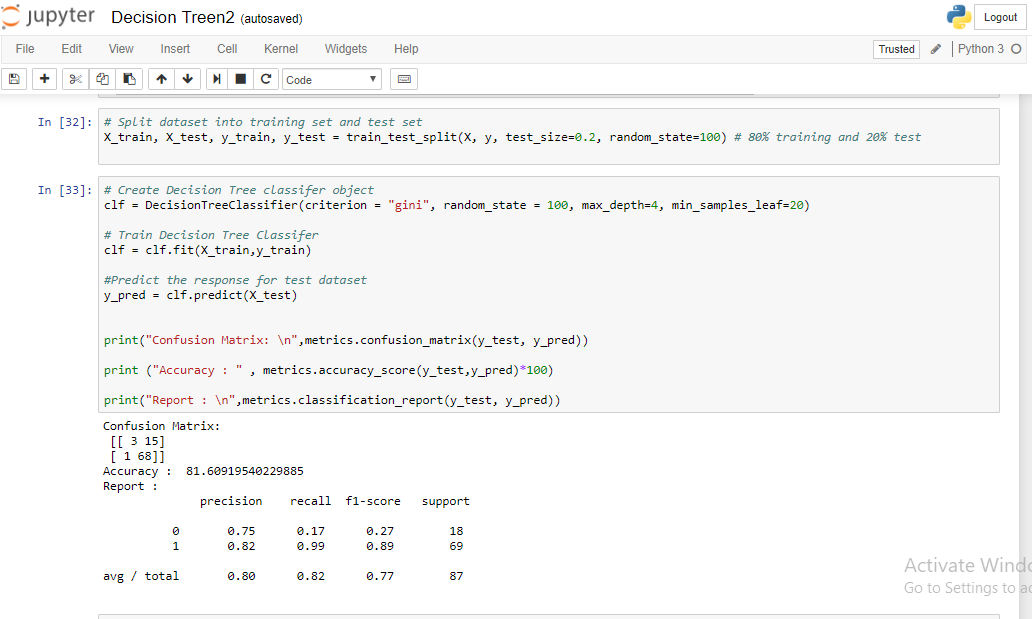 jupyter Decision Treen2 (autosaved) Logout
File Edit View Insert Cell Kernel Widgets Help Trusted Python 3
Code
In [32]: # Split dataset into training set and test set
X_train, X_test, y_train, y_test = train_test_split(X, y, test_size=0.2, random_state=100) # 80% training and 20% test
In [33]: # Create Decision Tree classifer object
clf = DecisionTreeClassifier(criterion = "gini", random_state = 100, max_depth=4, min_samples_leaf=20)
# Train Decision Tree Classifer
clf = clf.fit(X_train,y_train)
#Predict the response for test dataset
y_pred = clf.predict(X_test)
print("Confusion Matrix: \n",metrics.confusion_matrix(y_test, y_pred))
print ("Accuracy : " , metrics.accuracy_score(y_test,y_pred)*100)
print("Report : \n",metrics.classification_report(y_test, y_pred))
Confusion Matrix:
[[ 3 15]
[ 1 68]]
Accuracy : 81.60919540229885
Report :
precision recall f1-score support
0 0.75 0.17 0.27 18
1 0.82 0.99 0.89 69
avg / total 0.80 0.82 0.77 87
Activate Windo
Go to Settings to ac